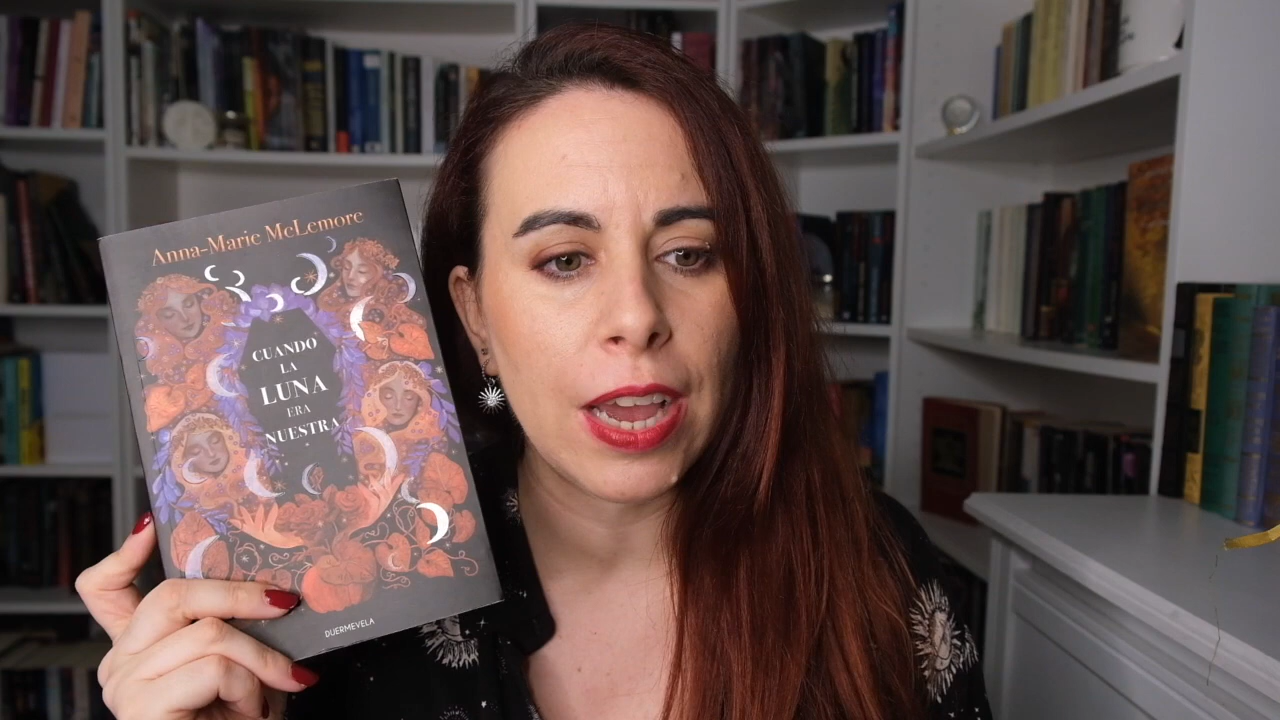 Anna-Marie McLemore
CUANDO
LA
LUNA
ERA
NUESTRA
DUERMEVELA